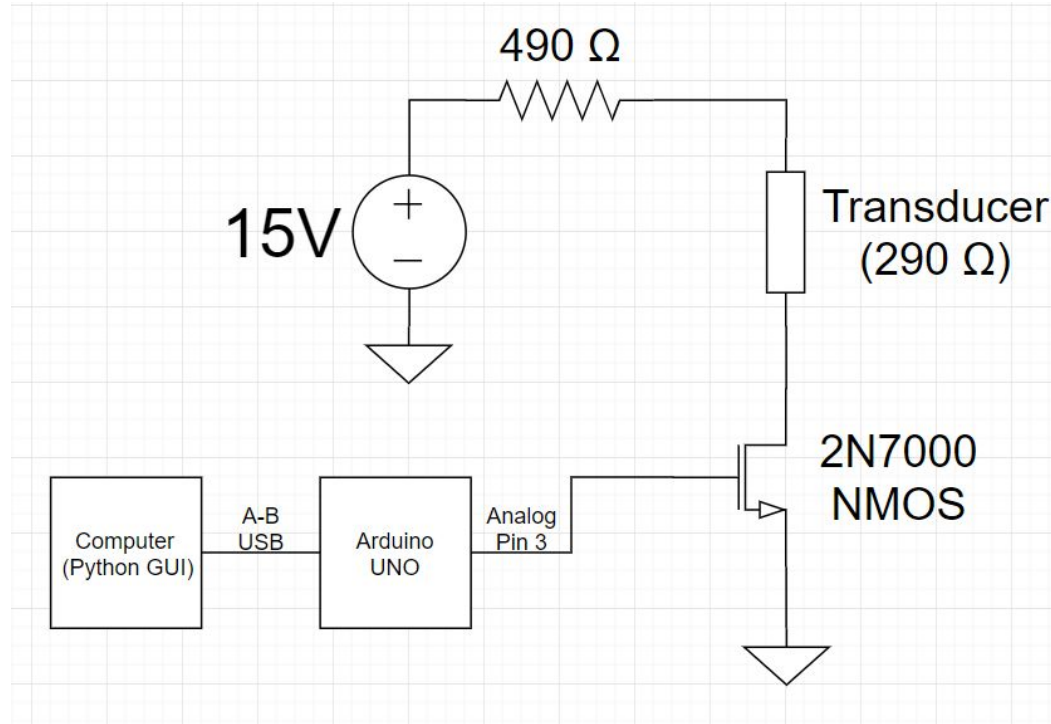 490 Ω
15V
Transducer
(290 Ω)
2N7000
NMOS
Computer
(Python GUI)
A-B
USB
Arduino
UNO
Analog
Pin 3